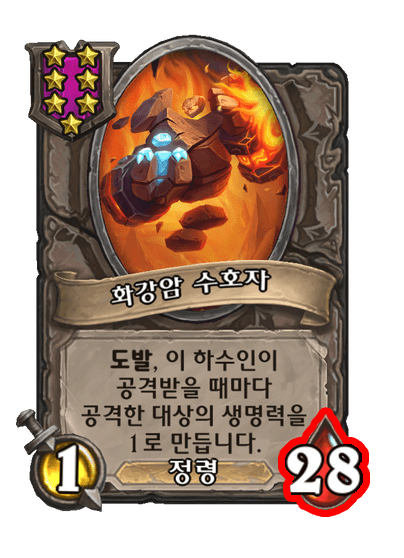 화강암 수호자
도발, 이 하수인이
공격받을 때마다
공격한 대상의 생명력을
1로 만듭니다.
정령
1
28